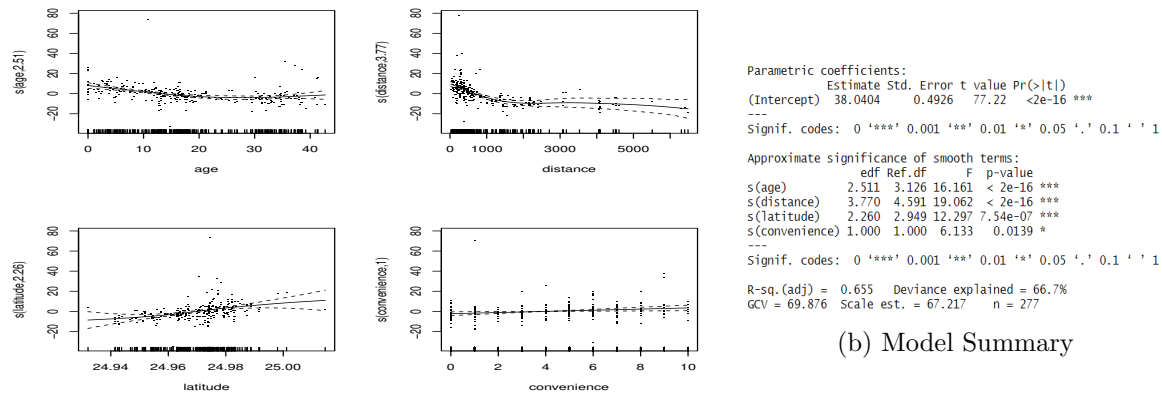 s(age,2.51)
-20 0 20 40 60 80
0 10 20 30 40
age
s(distance,3.77)
-20 0 20 40 60 80
0 1000 3000 5000
distance
s(latitude,2.26)
-20 0 20 40 60 80
24.94 24.96 24.98 25.00
latitude
s(convenience,1)
-20 0 20 40 60 80
0 2 4 6 8 10
convenience
Parametric coefficients:
Estimate Std. Error t value Pr(>|t|)
(Intercept) 38.0404 0.4926 77.22 <2e-16 ***
---
Signif. codes: 0 ‘***’ 0.001 ‘**’ 0.01 ‘*’ 0.05 ‘.’ 0.1 ‘ ’ 1
Approximate significance of smooth terms:
edf Ref.df F p-value
s(age) 2.511 3.126 16.161 < 2e-16 ***
s(distance) 3.770 4.591 19.062 < 2e-16 ***
s(latitude) 2.260 2.949 12.297 7.54e-07 ***
s(convenience) 1.000 1.000 6.133 0.0139 *
---
Signif. codes: 0 ‘***’ 0.001 ‘**’ 0.01 ‘*’ 0.05 ‘.’ 0.1 ‘ ’ 1
R-sq.(adj) = 0.655 Deviance explained = 66.7%
GCV = 69.876 Scale est. = 67.217 n = 277
(b) Model Summary